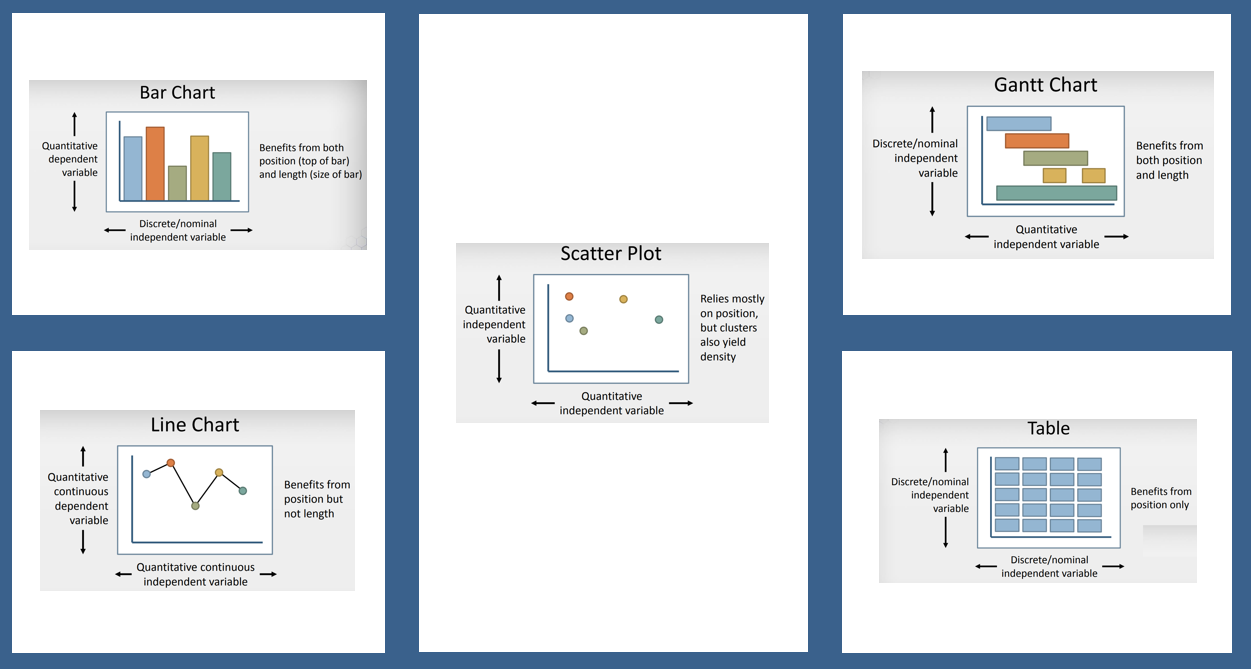 Bar Chart
Quantitative
dependent
variable
Benefits from both
position (top of bar)
and length (size of bar)
Discrete/nominal
independent variable
Line Chart
Quantitative
continuous
dependent
variable
Benefits from
position but
not length
Quantitative continuous
independent variable
Scatter Plot
Quantitative
independent
variable
Relies mostly
on position,
but clusters
also yield
density
Quantitative
independent variable
Gantt Chart
Discrete/nominal
independent
variable
Benefits from
both position
and length
Quantitative
independent variable
Table
Discrete/nominal
independent
variable
Benefits from
position only
Discrete/nominal
independent variable